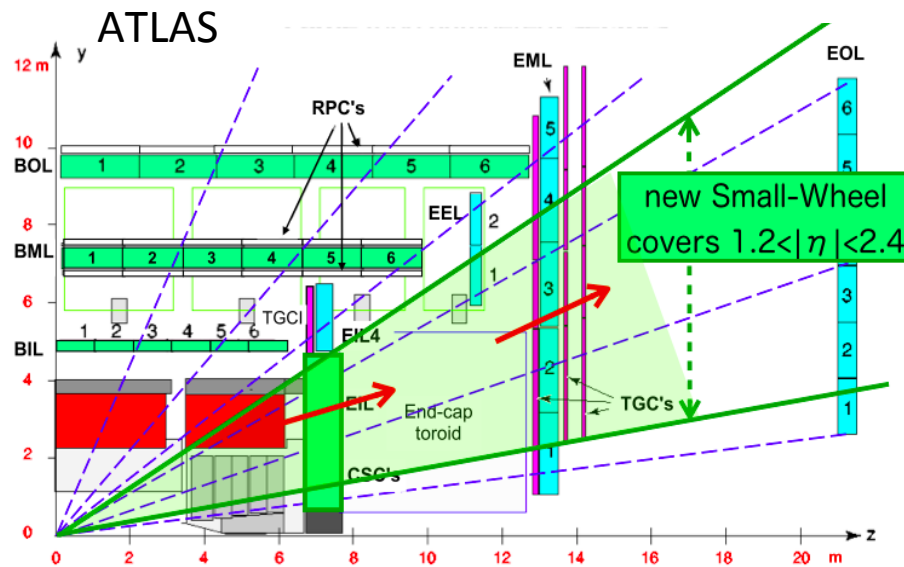 ATLAS
y
12 m
EML
EOL
6
5
RPC's
10
BOL
1 2 3 4 5 6
5
new Small-Wheel
covers 1.2<|η|<2.4
8
EEL
2
4
BML
1 2 3 4 5 6
1
6
TGCI
3
3
EIL4
1 2 3 4 5 6
BIL
2
2
4
EIL
End-cap
toroid
TGC's
1
2
CSC's
1
0
z
0 2 4 6 8 10 12 14 16 18 20 m